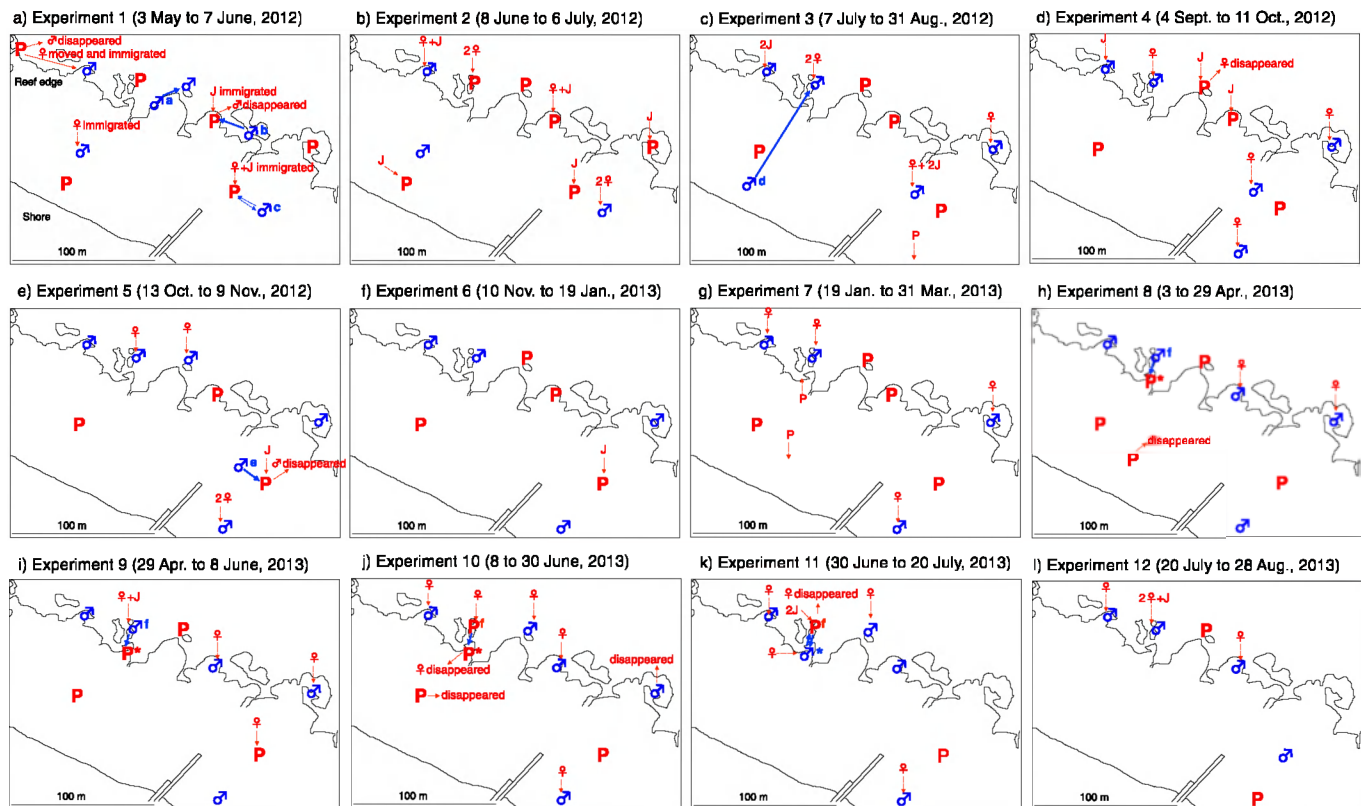 a) Experiment 1 (3 May to 7 June, 2012)
♂ disappeared
P
♀ moved and immigrated
♂
P
♂
Reef edge
♂ a
J immigrated
♂ disappeared
P
♂ b
♀ immigrated
♂
P
♀+J immigrated
P
P
♂ c
Shore
100 m
b) Experiment 2 (8 June to 6 July, 2012)
♀+J
2♀
♂
P
P
♀+J
P
J
P
♂
J
P
J
P
2♀
♂
100 m
c) Experiment 3 (7 July to 31 Aug., 2012)
2J
2♀
♂
♂
P
P
♀
♂
P
♀+2J
♂ d
♂
P
P
100 m
d) Experiment 4 (4 Sept. to 11 Oct., 2012)
J
♀
J
♀ disappeared
♂
♂
P
J
P
♀
♂
P
♀
♂
P
♀
♂
100 m
e) Experiment 5 (13 Oct. to 9 Nov., 2012)
♀
♀
♂
♂
♂
P
P
♂
♂ e
J
♂ disappeared
P
2♀
♂
100 m
f) Experiment 6 (10 Nov. to 19 Jan., 2013)
♂
♂
P
P
P
♂
J
P
♂
100 m
g) Experiment 7 (19 Jan. to 31 Mar., 2013)
♀
♀
♂
♂
P
P
P
♀
P
♂
P
P
♀
♂
100 m
h) Experiment 8 (3 to 29 Apr., 2013)
♂
♂ f
P
P*
♀
♂
♀
P
♂
disappeared
P
P
♂
100 m
i) Experiment 9 (29 Apr. to 8 June, 2013)
♀+J
♂
♂ f
P
P*
♀
♂
♀
P
♂
♀
P
♂
100 m
j) Experiment 10 (8 to 30 June, 2013)
♀
♀
♀
♂
P f
♂
♀
P*
♂
♀ disappeared
disappeared
P
disappeared
♂
P
♀
♂
100 m
k) Experiment 11 (30 June to 20 July, 2013)
♀
♀ disappeared
♀
2J
♂
P f
♂
♀
♂ *
P
♀
♂
100 m
l) Experiment 12 (20 July to 28 Aug., 2013)
♀
2♀+J
♂
♂
P
♀
♂
♂
P
100 m